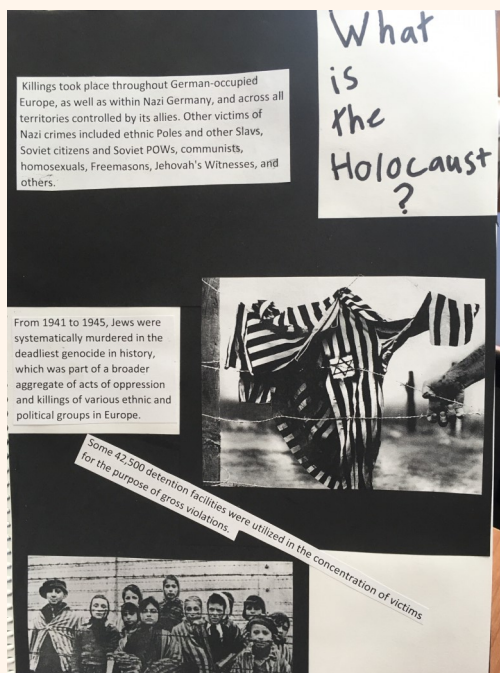 What
is
the
Holocaust
?
Killings took place throughout German-occupied
Europe, as well as within Nazi Germany, and across all
territories controlled by its allies. Other victims of
Nazi crimes included ethnic Poles and other Slavs,
Soviet citizens and Soviet POWs, communists,
homosexuals, Freemasons, Jehovah's Witnesses, and
others.
From 1941 to 1945, Jews were
systematically murdered in the
deadliest genocide in history,
which was part of a broader
aggregate of acts of oppression
and killings of various ethnic and
political groups in Europe.
Some 42,500 detention facilities were utilized in the concentration of victims
for the purpose of gross violations.